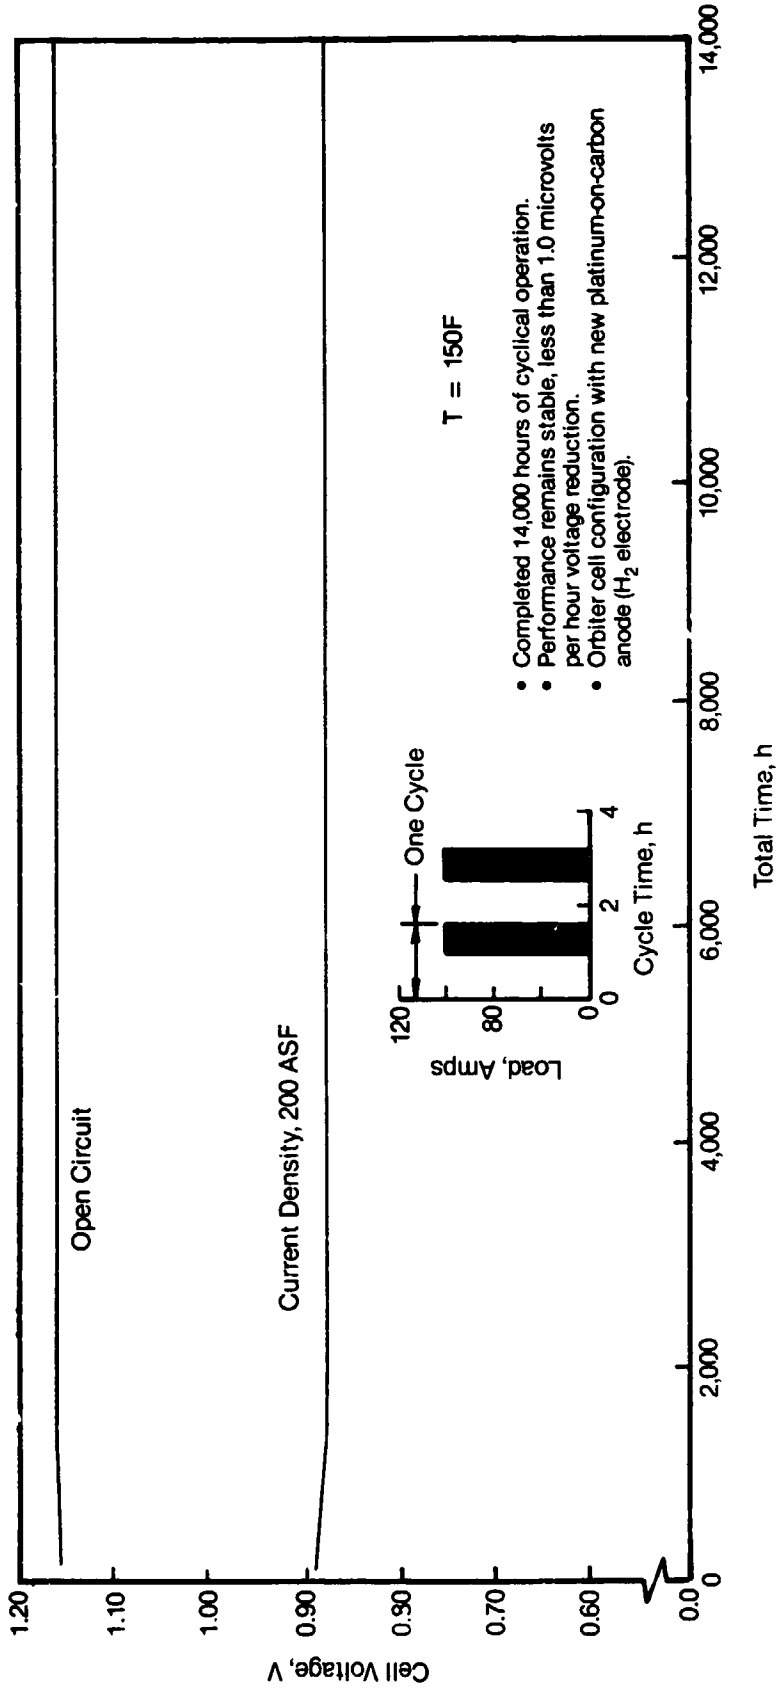 1.20
1.10
1.00
0.90
0.80
0.70
0.60
0.0
Cell Voltage, V
Open Circuit
Current Density, 200 ASF
120
80
0
Load, Amps
One Cycle
0
2
4
Cycle Time, h
T = 150F
• Completed 14,000 hours of cyclical operation.
• Performance remains stable, less than 1.0 microvolts
per hour voltage reduction.
• Orbiter cell configuration with new platinum-on-carbon
anode (H₂ electrode).
0
2,000
4,000
6,000
8,000
10,000
12,000
14,000
Total Time, h